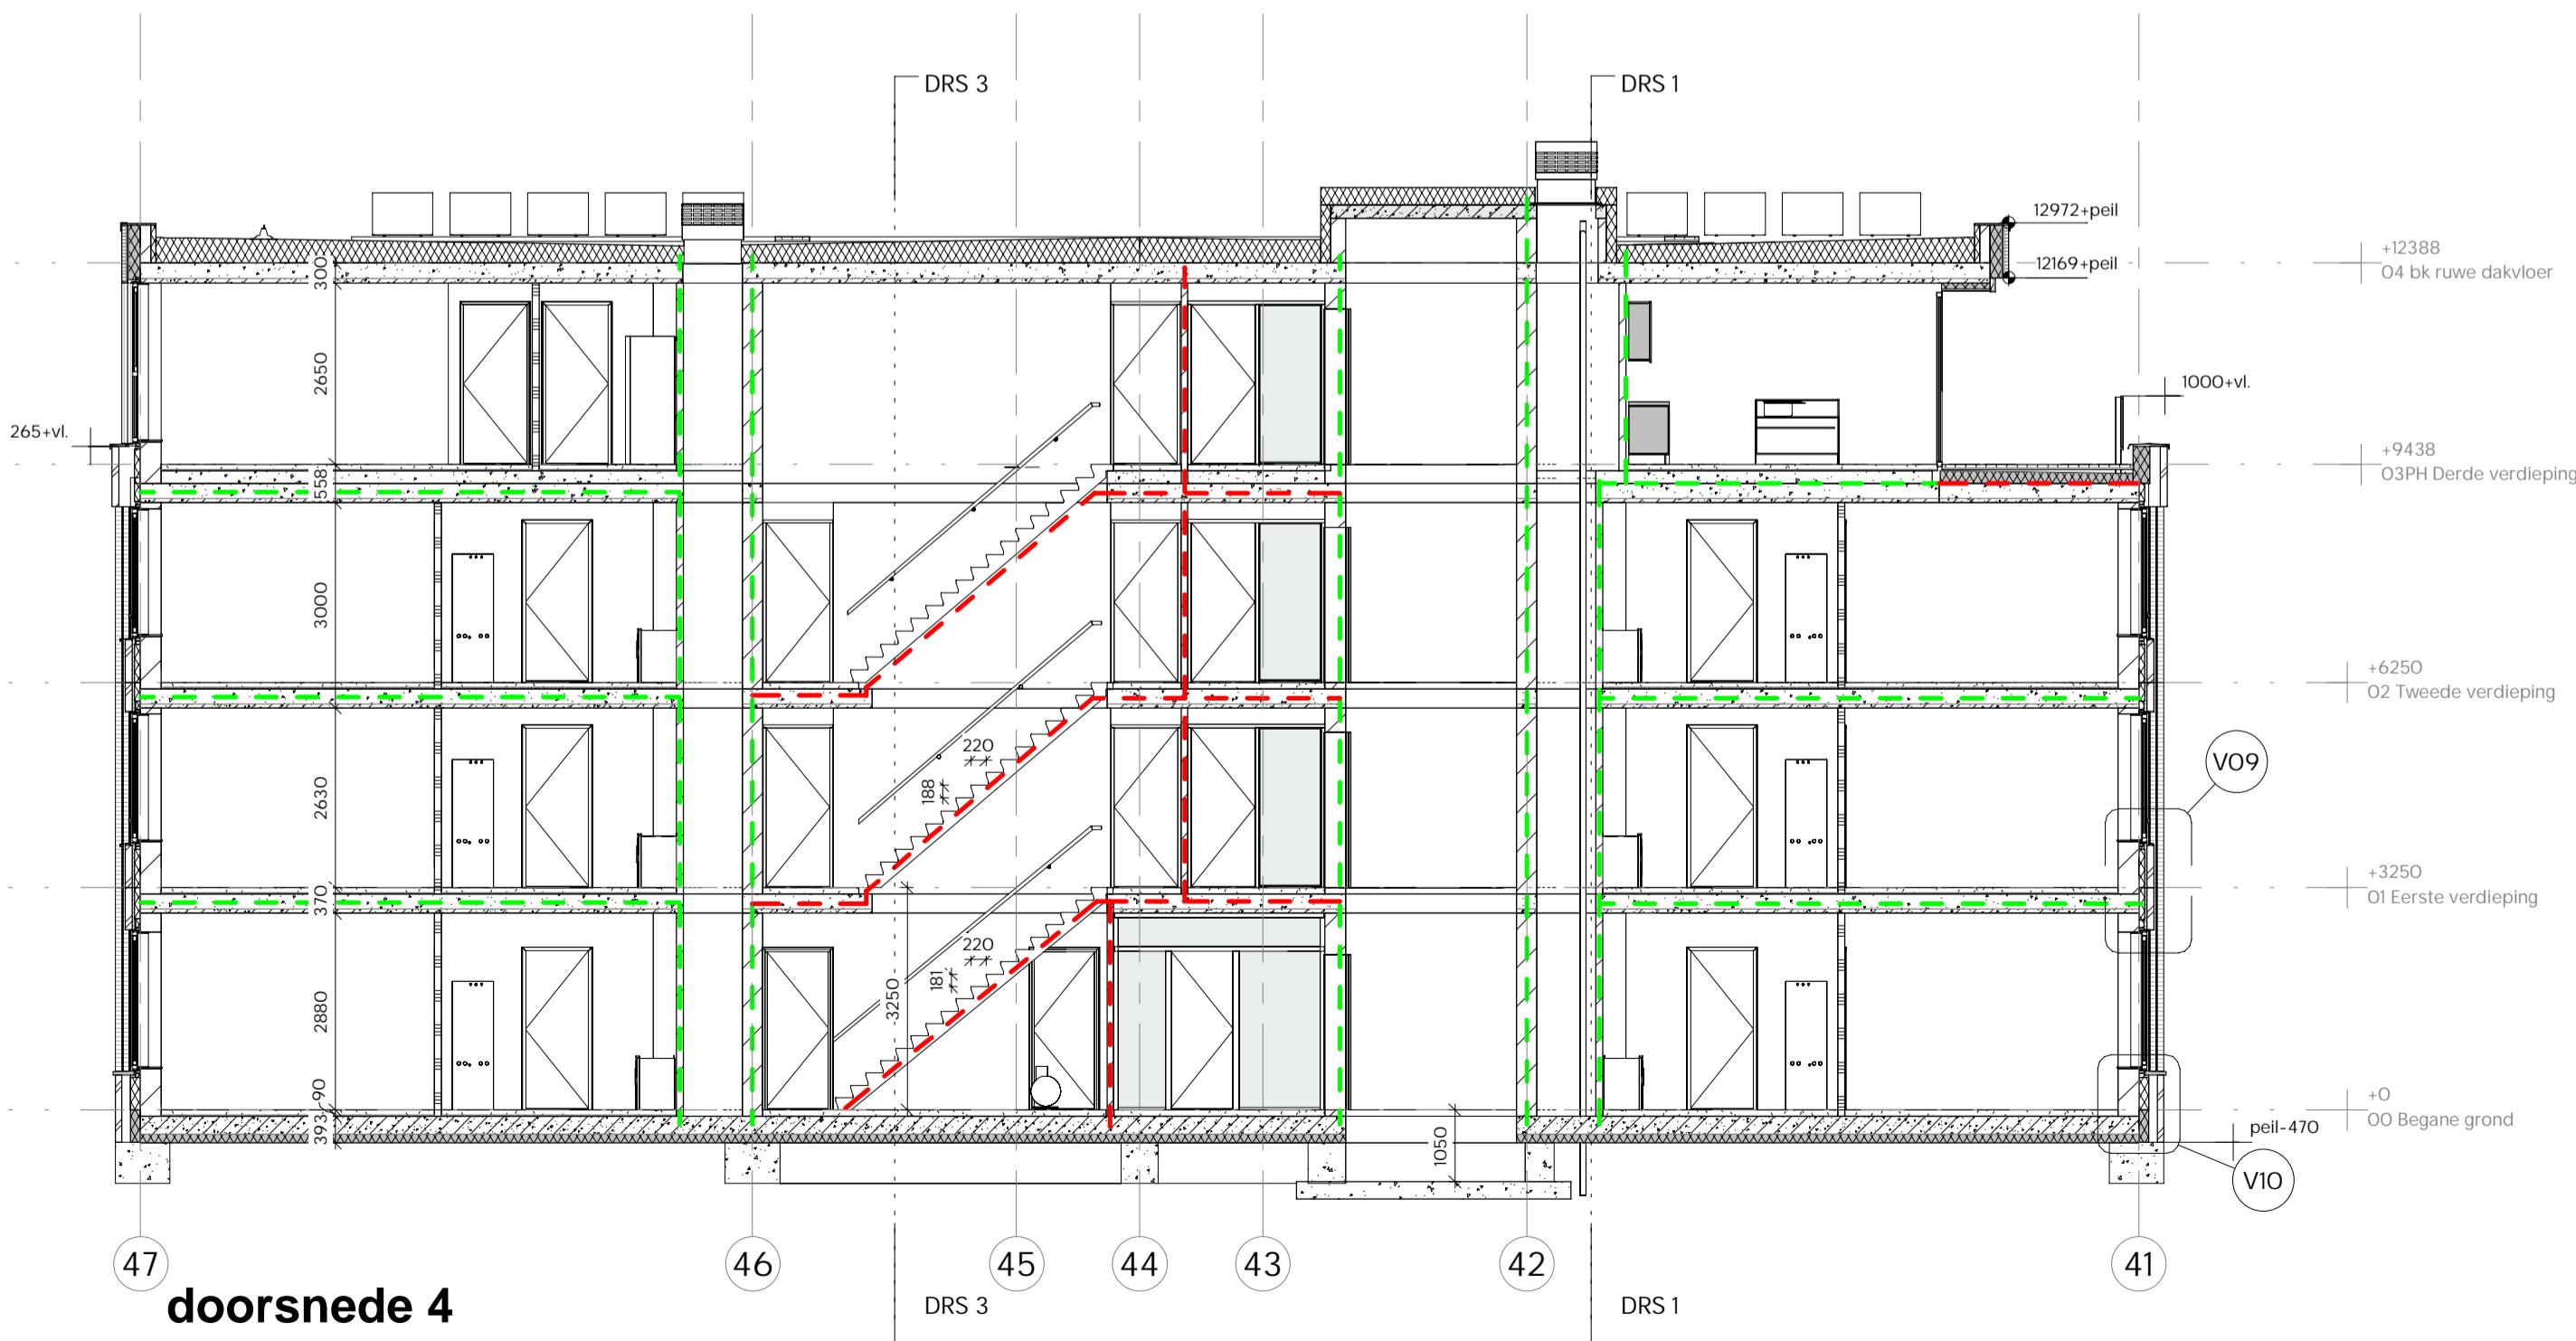 DRS 3
DRS 1
12972+peil
12169+peil
+12388
04 bk ruwe dakvloer
300
2650
265+vl.
1000+vl.
+9438
03PH Derde verdieping
558
3000
+6250
02 Tweede verdieping
V09
220
188
2630
+3250
01 Eerste verdieping
370
220
181
3250
2880
90
393
+0
00 Begane grond
peil-470
1050
V10
47
46
45
44
43
42
41
doorsnede 4
DRS 3
DRS 1